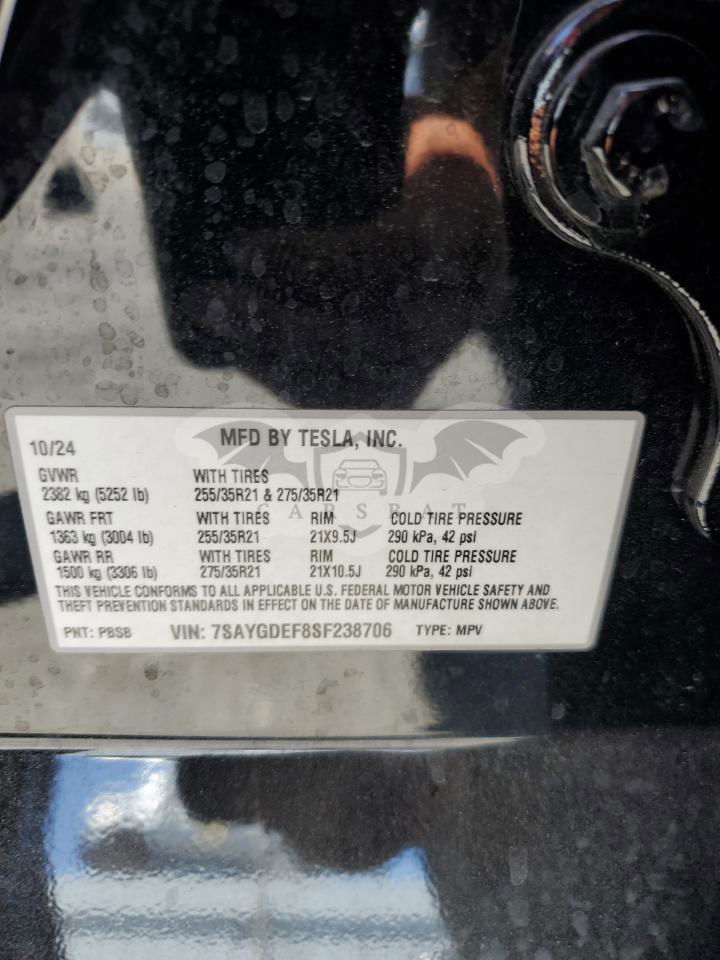 10/24 MFD BY TESLA, INC.
GVWR WITH TIRES
2382 kg (5252 lb) 255/35R21 & 275/35R21
CARSBAT
GAWR FRT WITH TIRES RIM COLD TIRE PRESSURE
1363 kg (3004 lb) 255/35R21 21X9.5J 290 kPa, 42 psi
GAWR RR WITH TIRES RIM COLD TIRE PRESSURE
1500 kg (3306 lb) 275/35R21 21X10.5J 290 kPa, 42 psi
THIS VEHICLE CONFORMS TO ALL APPLICABLE U.S. FEDERAL MOTOR VEHICLE SAFETY AND
THEFT PREVENTION STANDARDS IN EFFECT ON THE DATE OF MANUFACTURE SHOWN ABOVE.
PNT: PBSB VIN: 7SAYGDEF8SF238706 TYPE: MPV